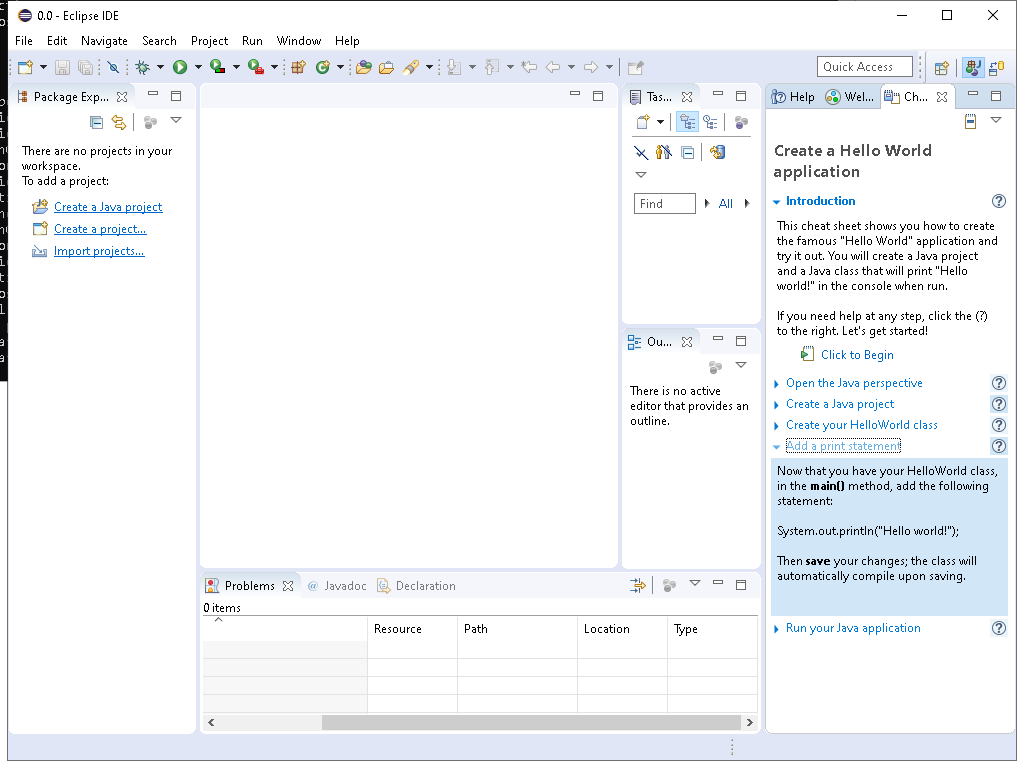 0.0 - Eclipse IDE
File Edit Navigate Search Project Run Window Help
Quick Access
Package Exp...
There are no projects in your
workspace.
To add a project:
Create a Java project
Create a project...
Import projects...
Tas...
Find
All
Ou...
There is no active
editor that provides an
outline.
Problems
@ Javadoc
Declaration
0 items
Resource Path Location Type
Help
Wel...
Ch...
Create a Hello World
application
Introduction
This cheat sheet shows you how to create
the famous "Hello World" application and
try it out. You will create a Java project
and a Java class that will print "Hello
world!" in the console when run.
If you need help at any step, click the (?)
to the right. Let's get started!
Click to Begin
Open the Java perspective
Create a Java project
Create your HelloWorld class
Add a print statement
Now that you have your HelloWorld class,
in the main() method, add the following
statement:
System.out.println("Hello world!");
Then save your changes; the class will
automatically compile upon saving.
Run your Java application